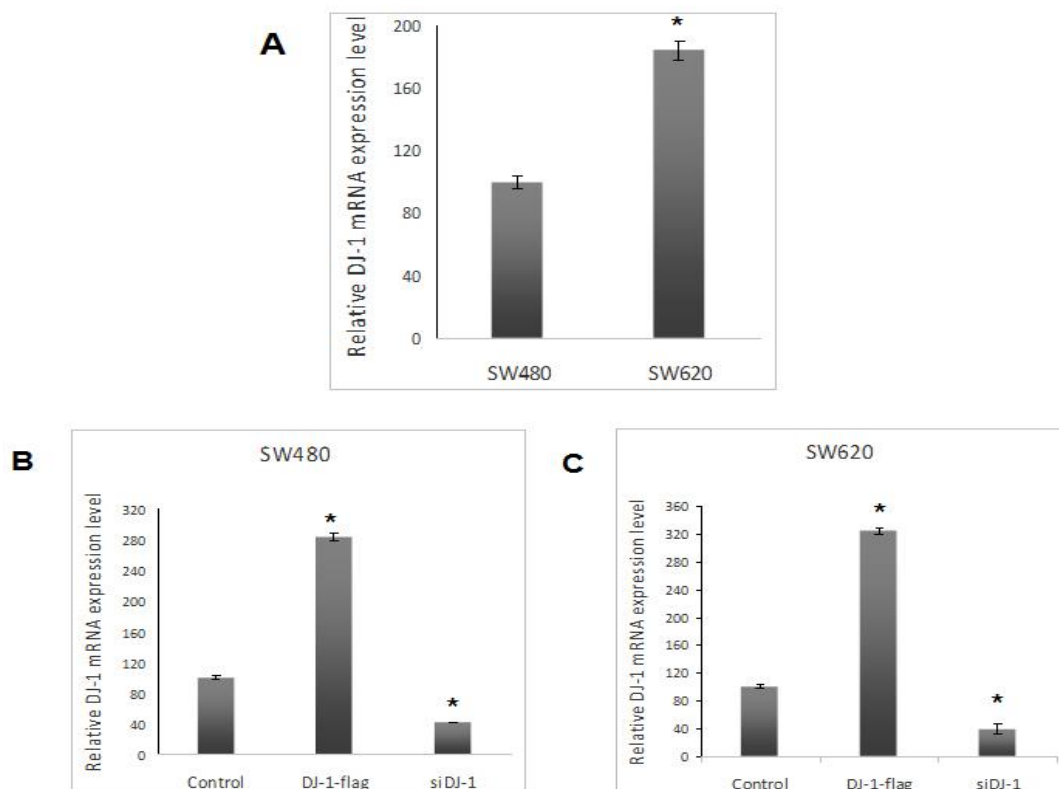 A
Relative DJ-1 mRNA expression level
200
160
120
80
40
0
*
SW480 SW620
B
SW480
Relative DJ-1 mRNA expression level
320
280
240
200
160
120
80
40
0
*
*
Control DJ-1-flag siDJ-1
C
SW620
Relative DJ-1 mRNA expression level
360
320
280
240
200
160
120
80
40
0
*
*
Control DJ-1-flag siDJ-1